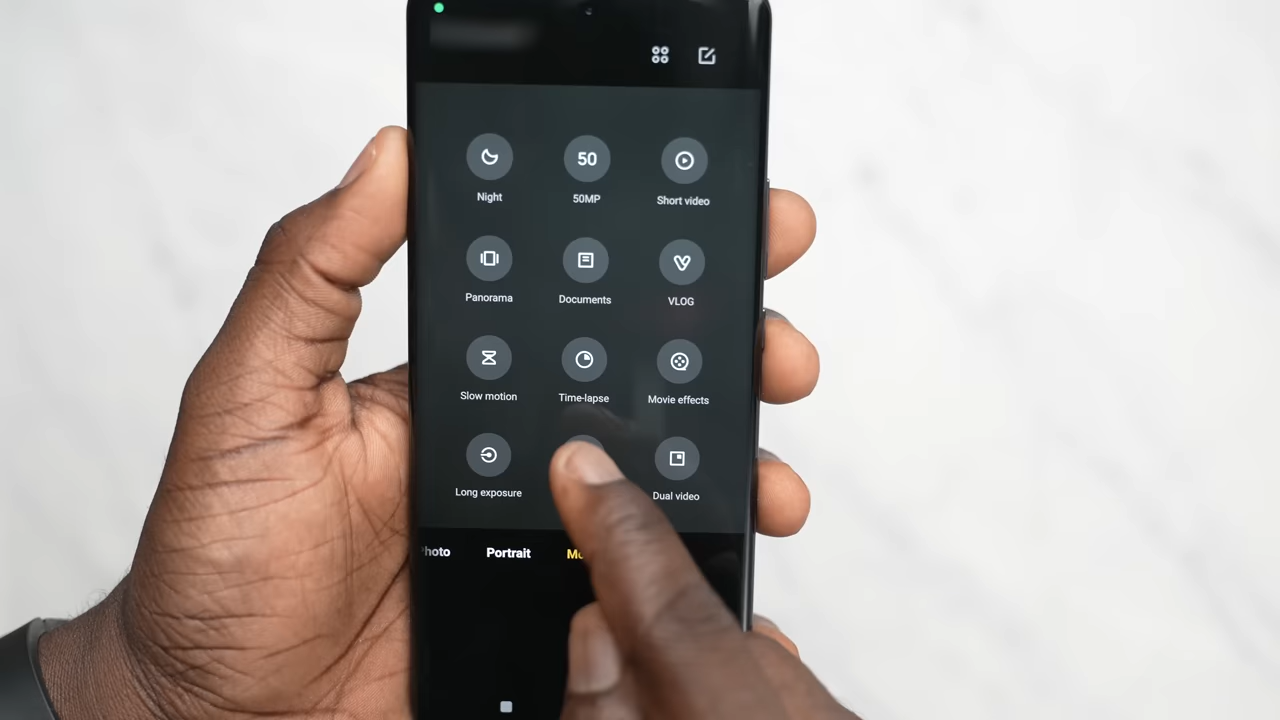 50
Night
50MP
Short video
Panorama
Documents
VLOG
Slow motion
Time-lapse
Movie effects
Long exposure
Dual video
Portrait